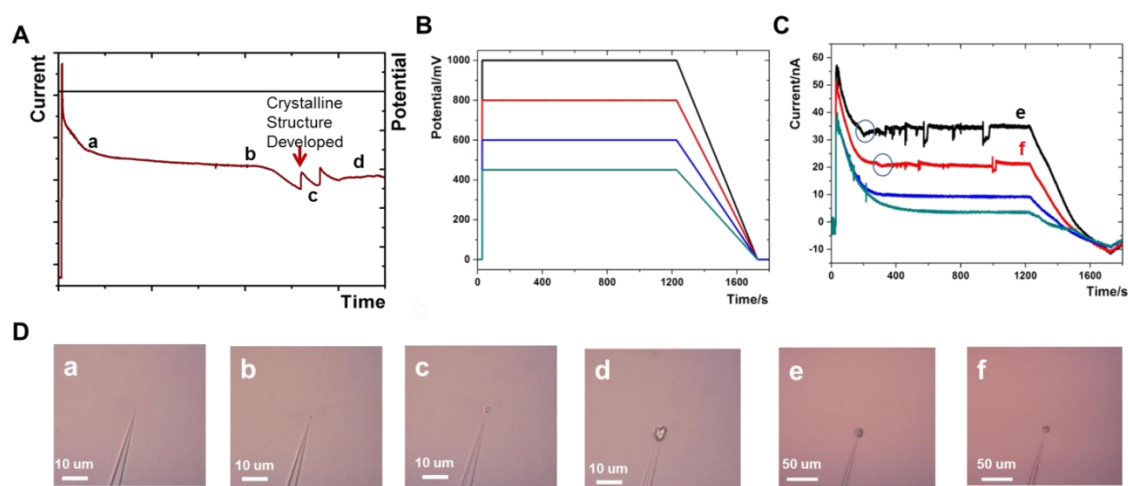 A
Current
Potential
Crystalline
Structure
Developed
a
b
c
d
Time
B
Potential/mV
1000
800
600
400
200
0
0 400 800 1200 1600
Time/s
C
Current/nA
60
50
40
30
20
10
0
-10
e
f
0 400 800 1200 1600
Time/s
D
a
10 um
b
10 um
c
10 um
d
10 um
e
50 um
f
50 um